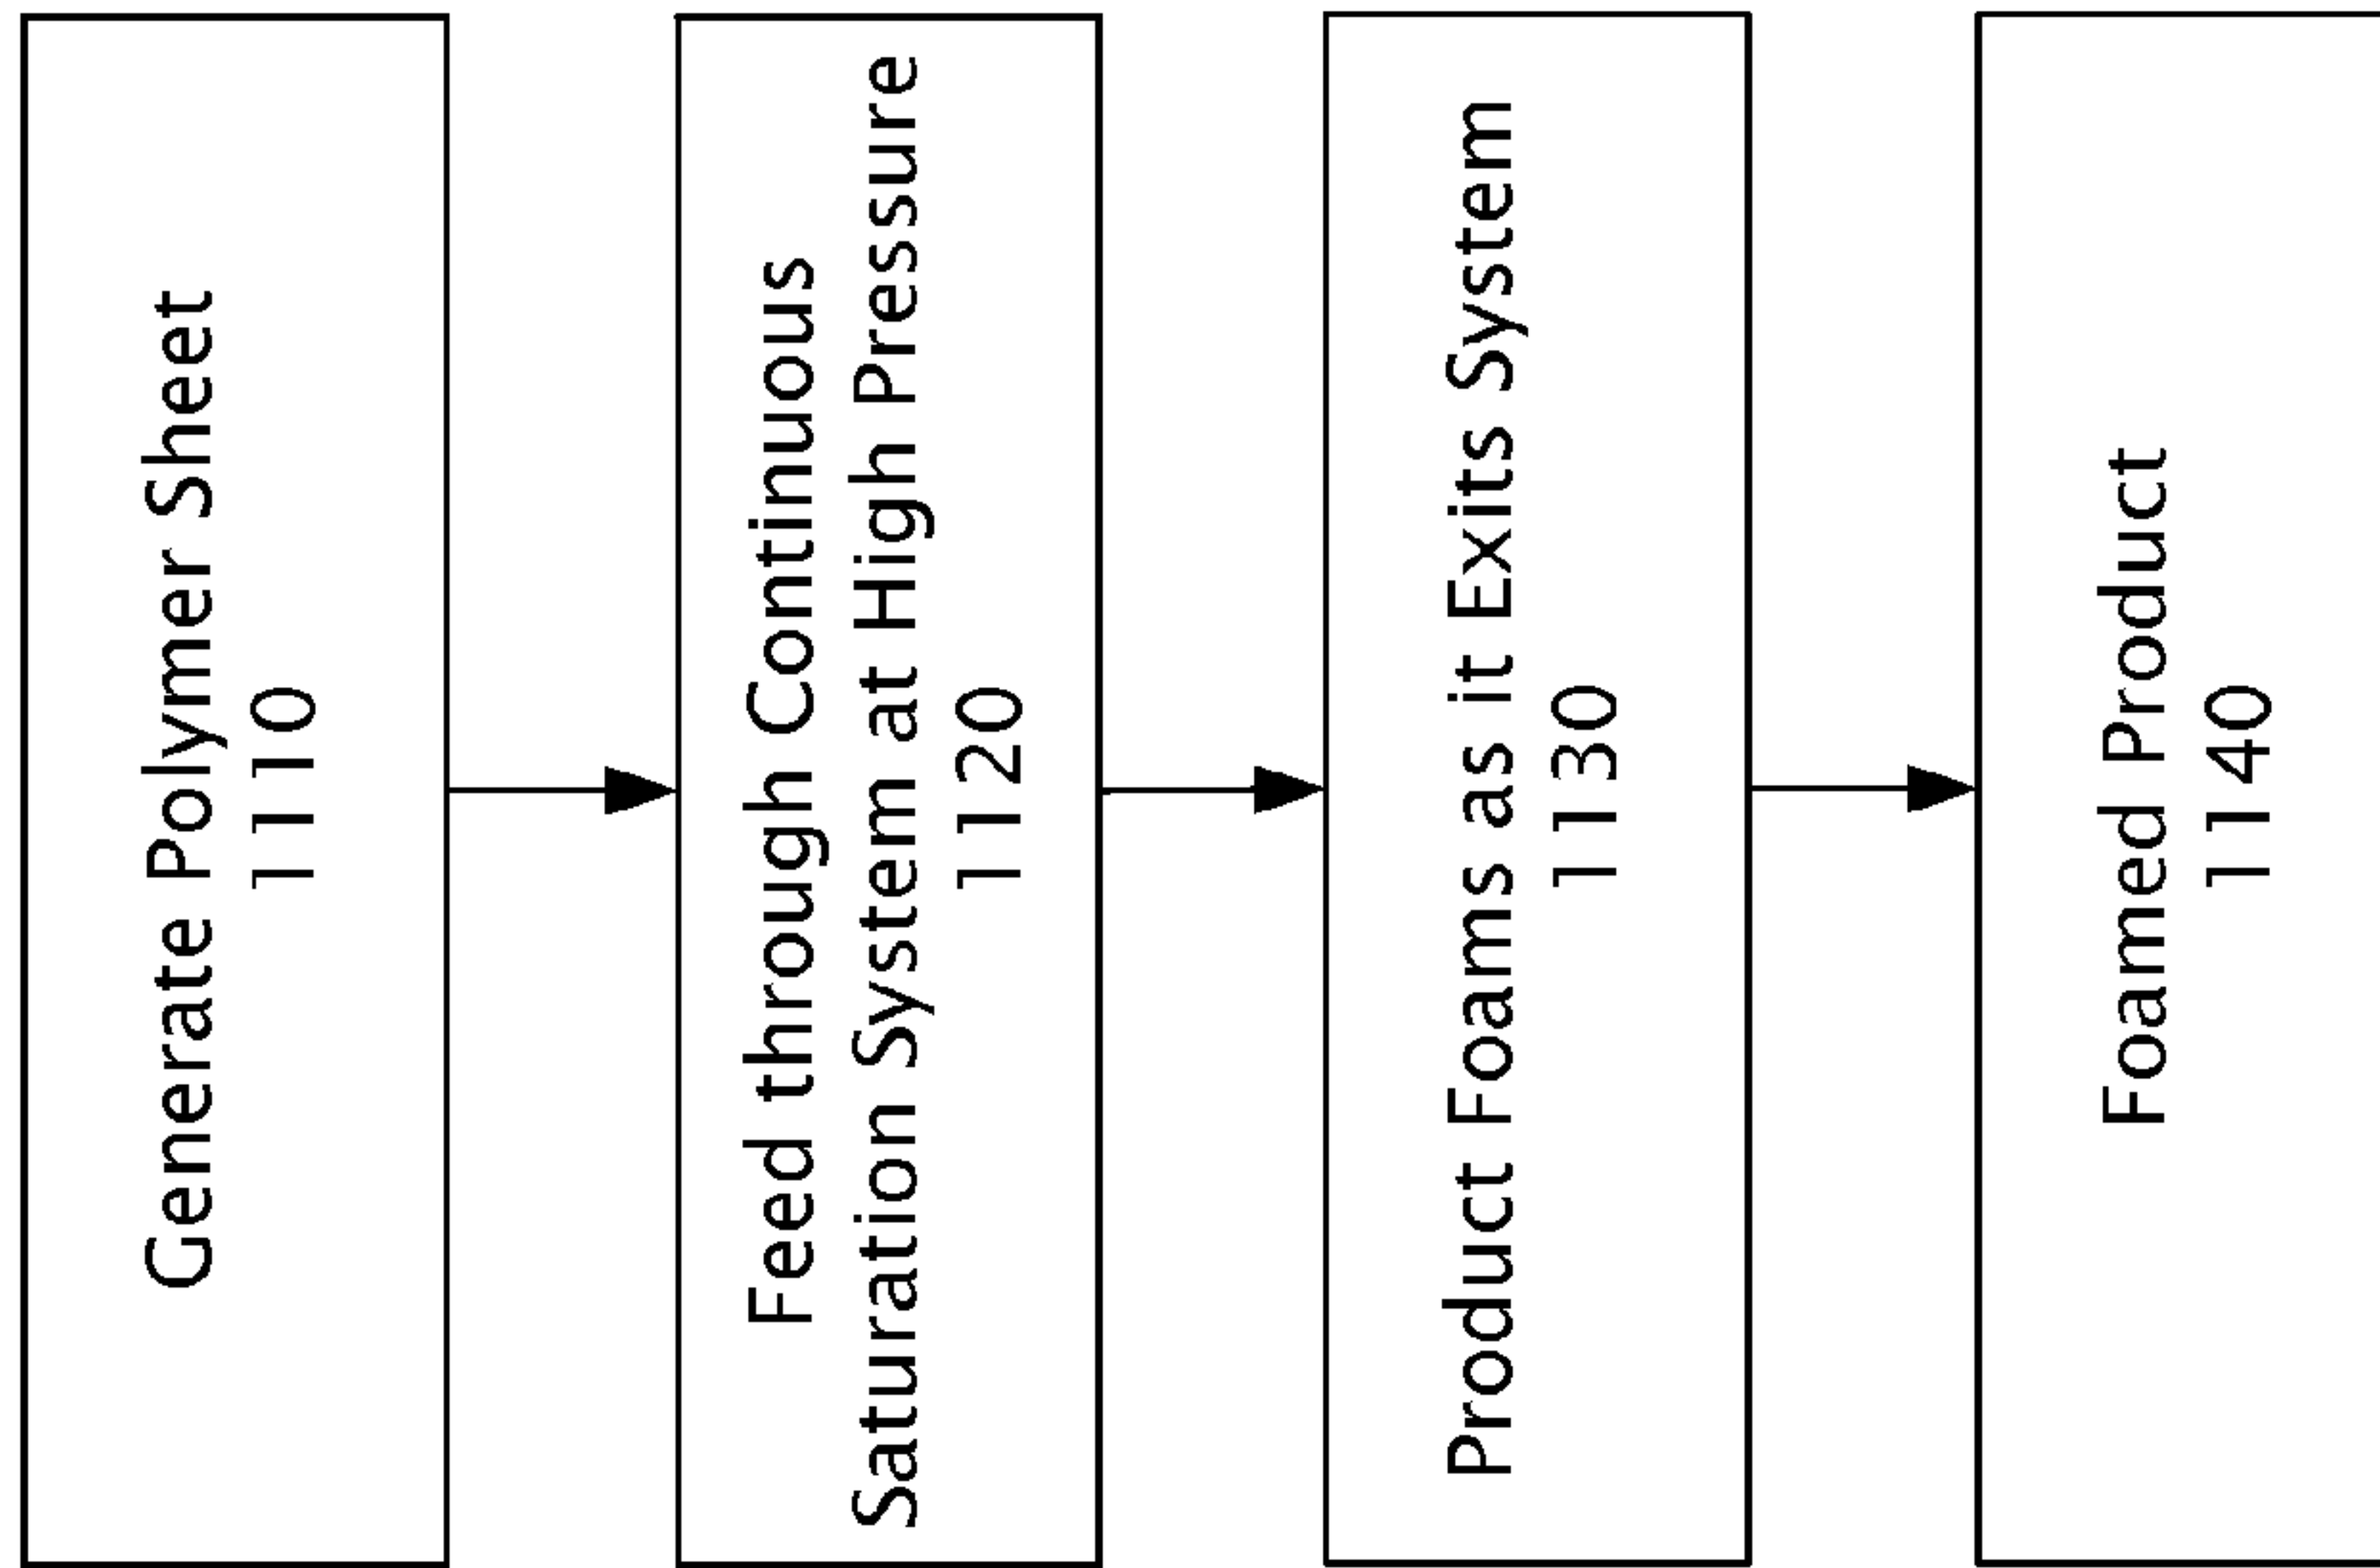 Generate Polymer Sheet
1110
Feed through Continuous
Saturation System at High Pressure
1120
Product Foams as it Exits System
1130
Foamed Product
1140